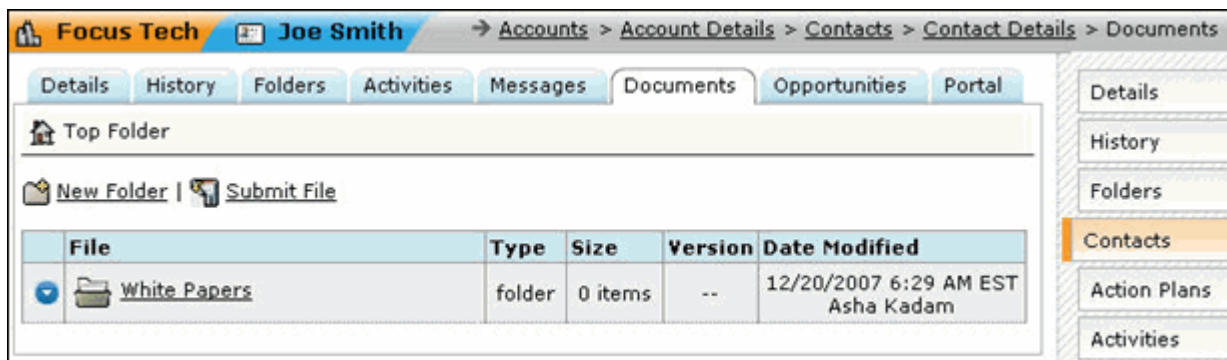 Focus Tech Joe Smith → Accounts > Account Details > Contacts > Contact Details > Documents
Details History Folders Activities Messages Documents Opportunities Portal
Top Folder
New Folder | Submit File
File Type Size Version Date Modified
White Papers folder 0 items -- 12/20/2007 6:29 AM EST
Asha Kadam
Details
History
Folders
Contacts
Action Plans
Activities